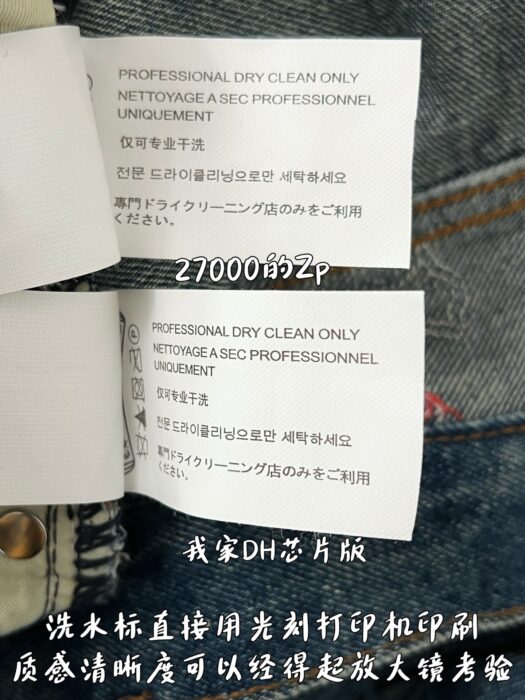 PROFESSIONAL DRY CLEAN ONLY
NETTOYAGE A SEC PROFESSIONNEL
UNIQUEMENT
仅可专业干洗
전문 드라이클리닝으로만 세탁하세요
專門ドライクリーニング店のみをご利用
ください。
27000的Zp
PROFESSIONAL DRY CLEAN ONLY
NETTOYAGE A SEC PROFESSIONNEL
UNIQUEMENT
仅可专业干洗
전문 드라이클리닝으로만 세탁하세요
專門ドライクリーニング店のみをご利用
ください。
我家DH芯片版
洗水标直接用光刻打印机印刷
质感清晰度可以经得起放大镜考验